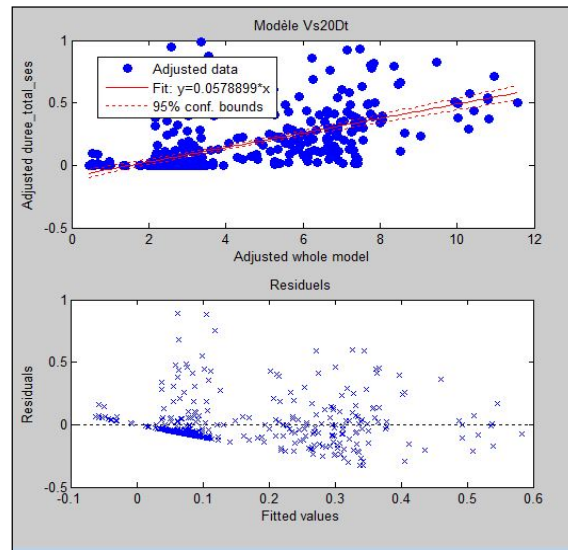 Modèle Vs20Dt
1
0.5
0
-0.5
Adjusted duree_total_ses
Adjusted data
Fit: y=0.0578899*x
95% conf. bounds
0 2 4 6 8 10 12
Adjusted whole model
Residuels
1
0.5
0
-0.5
Residuals
-0.1 0 0.1 0.2 0.3 0.4 0.5 0.6
Fitted values